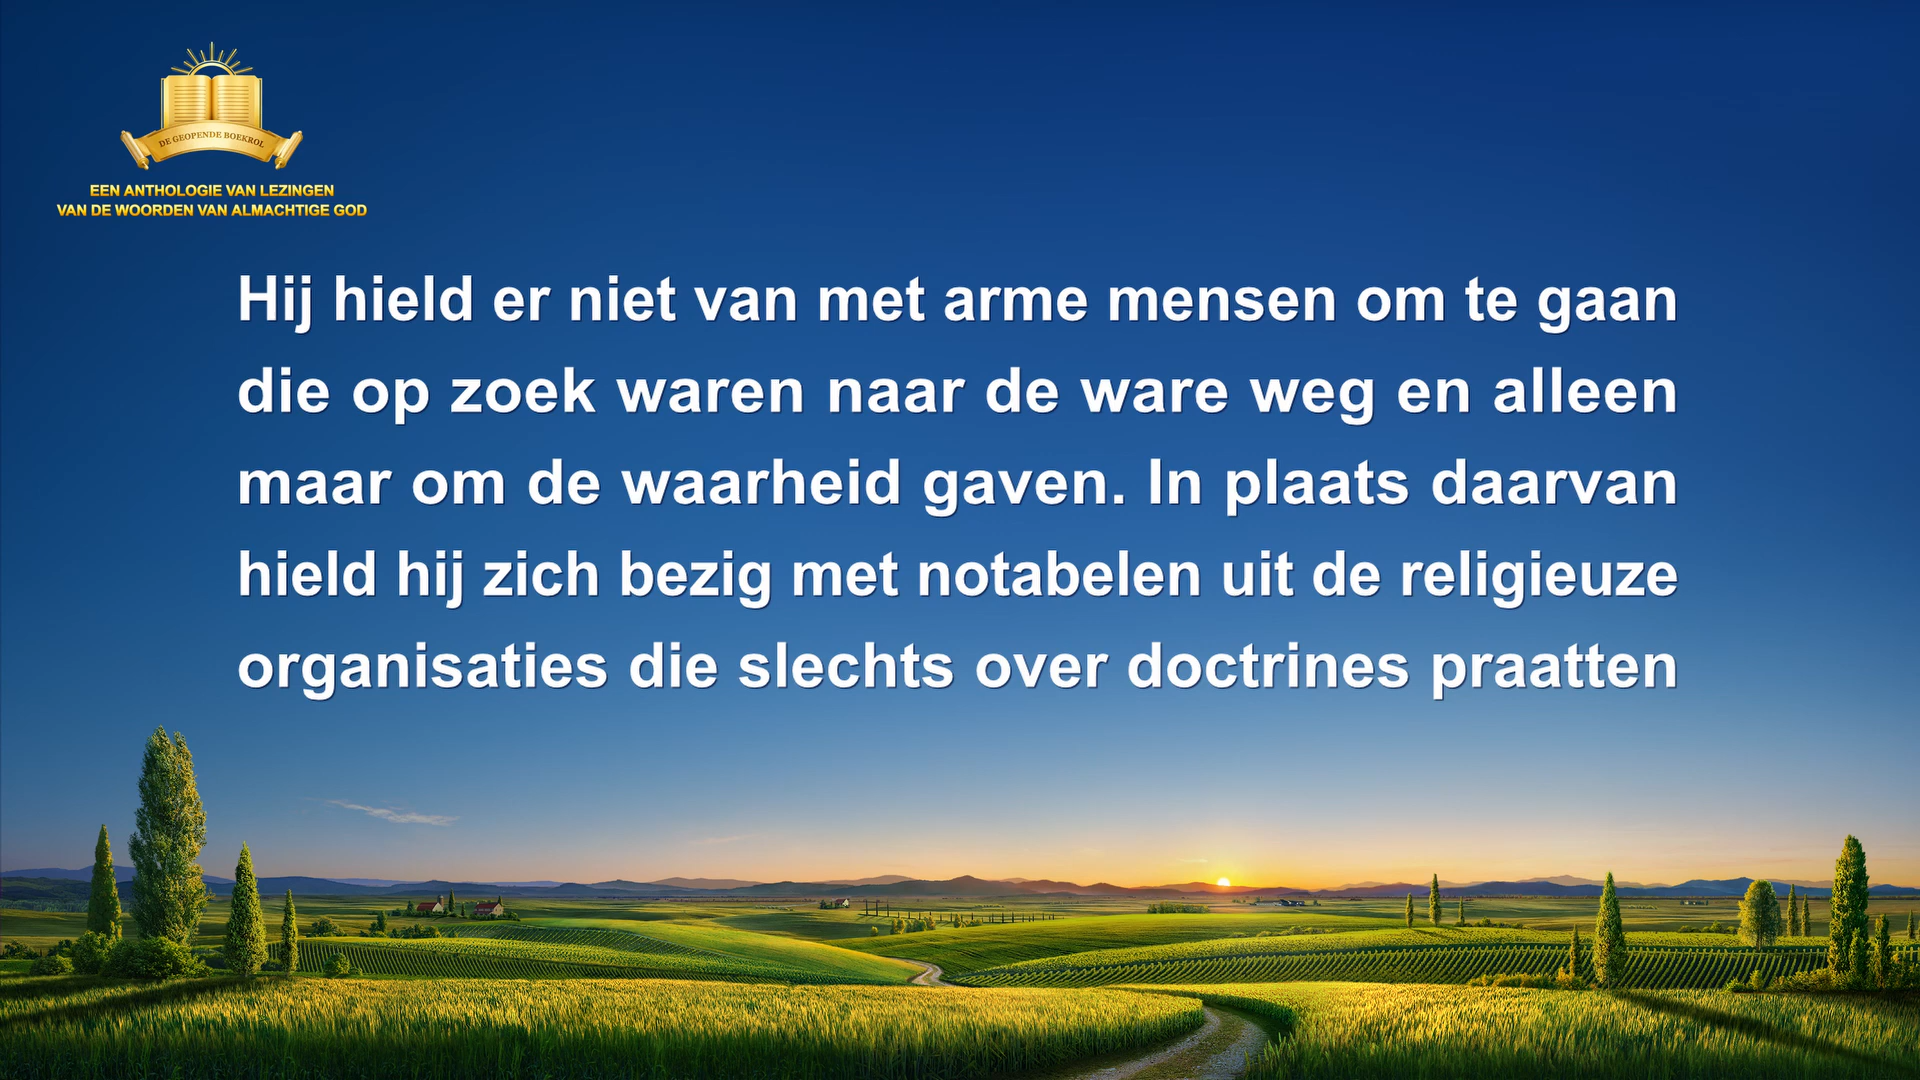 DE GEOPENDE BOEKROL
EEN ANTHOLOGIE VAN LEZINGEN
VAN DE WOORDEN VAN ALMACHTIGE GOD
Hij hield er niet van met arme mensen om te gaan
die op zoek waren naar de ware weg en alleen
maar om de waarheid gaven. In plaats daarvan
hield hij zich bezig met notabelen uit de religieuze
organisaties die slechts over doctrines praatten